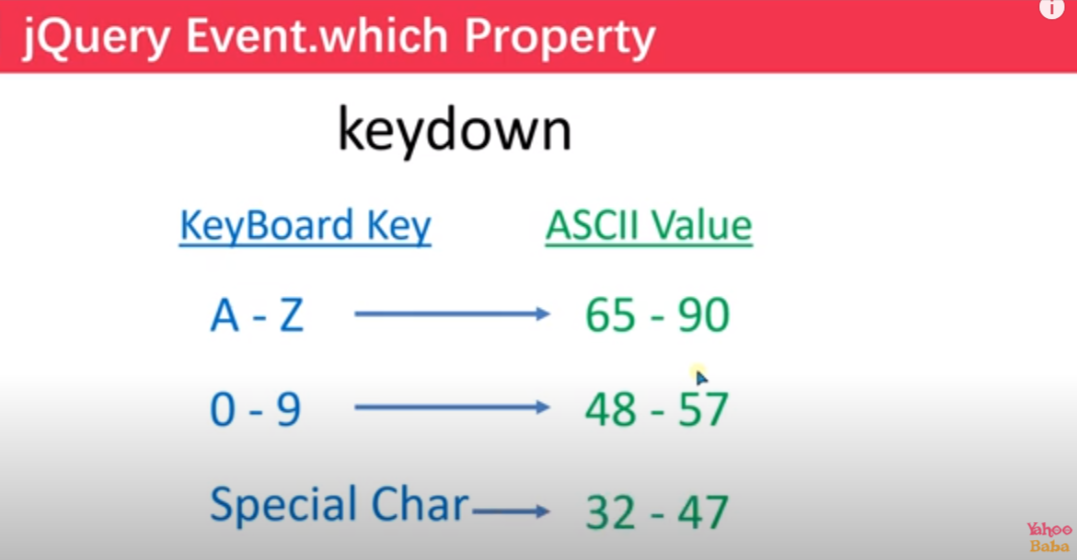 jQuery Event.which Property
i
keydown
KeyBoard Key ASCII Value
A - Z 65 - 90
0 - 9 48 - 57
Special Char 32 - 47
Yahoo
Baba